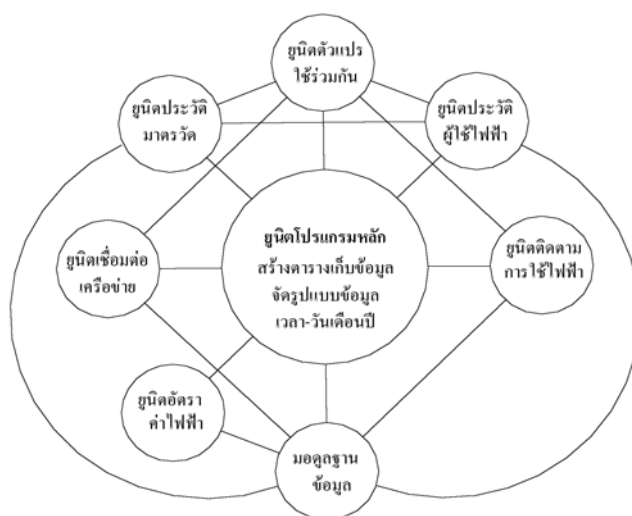 ยูนิตตัวแปร
ใช้ร่วมกัน
ยูนิตประวัติ
มาตรวัด
ยูนิตประวัติ
ผู้ใช้ไฟฟ้า
ยูนิตโปรแกรมหลัก
สร้างตารางเก็บข้อมูล
จัดรูปแบบข้อมูล
เวลา-วันเดือนปี
ยูนิตเชื่อมต่อ
เครือข่าย
ยูนิตติดตาม
การใช้ไฟฟ้า
ยูนิตอัตรา
ค่าไฟฟ้า
มอดูลฐาน
ข้อมูล